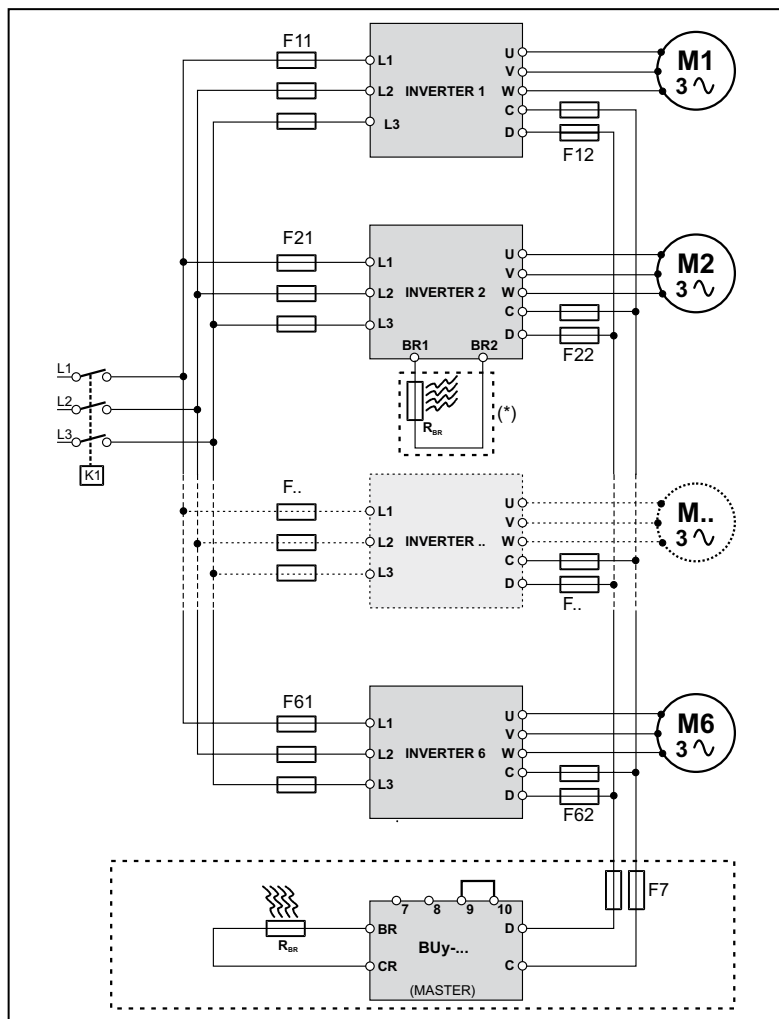 F11
L1
L2
L3
INVERTER 1
U
V
W
C
D
F12
M1
3
F21
L1
L2
L3
INVERTER 2
U
V
W
C
D
F22
BR1 BR2
RBR
(*)
M2
3
L1
L2
L3
K1
F..
L1
L2
L3
INVERTER ..
U
V
W
C
D
F..
M..
3
F61
L1
L2
L3
INVERTER 6
U
V
W
C
D
F62
M6
3
F7
RBR
7 8 9 10
BR
CR
BUy-...
(MASTER)
D
C